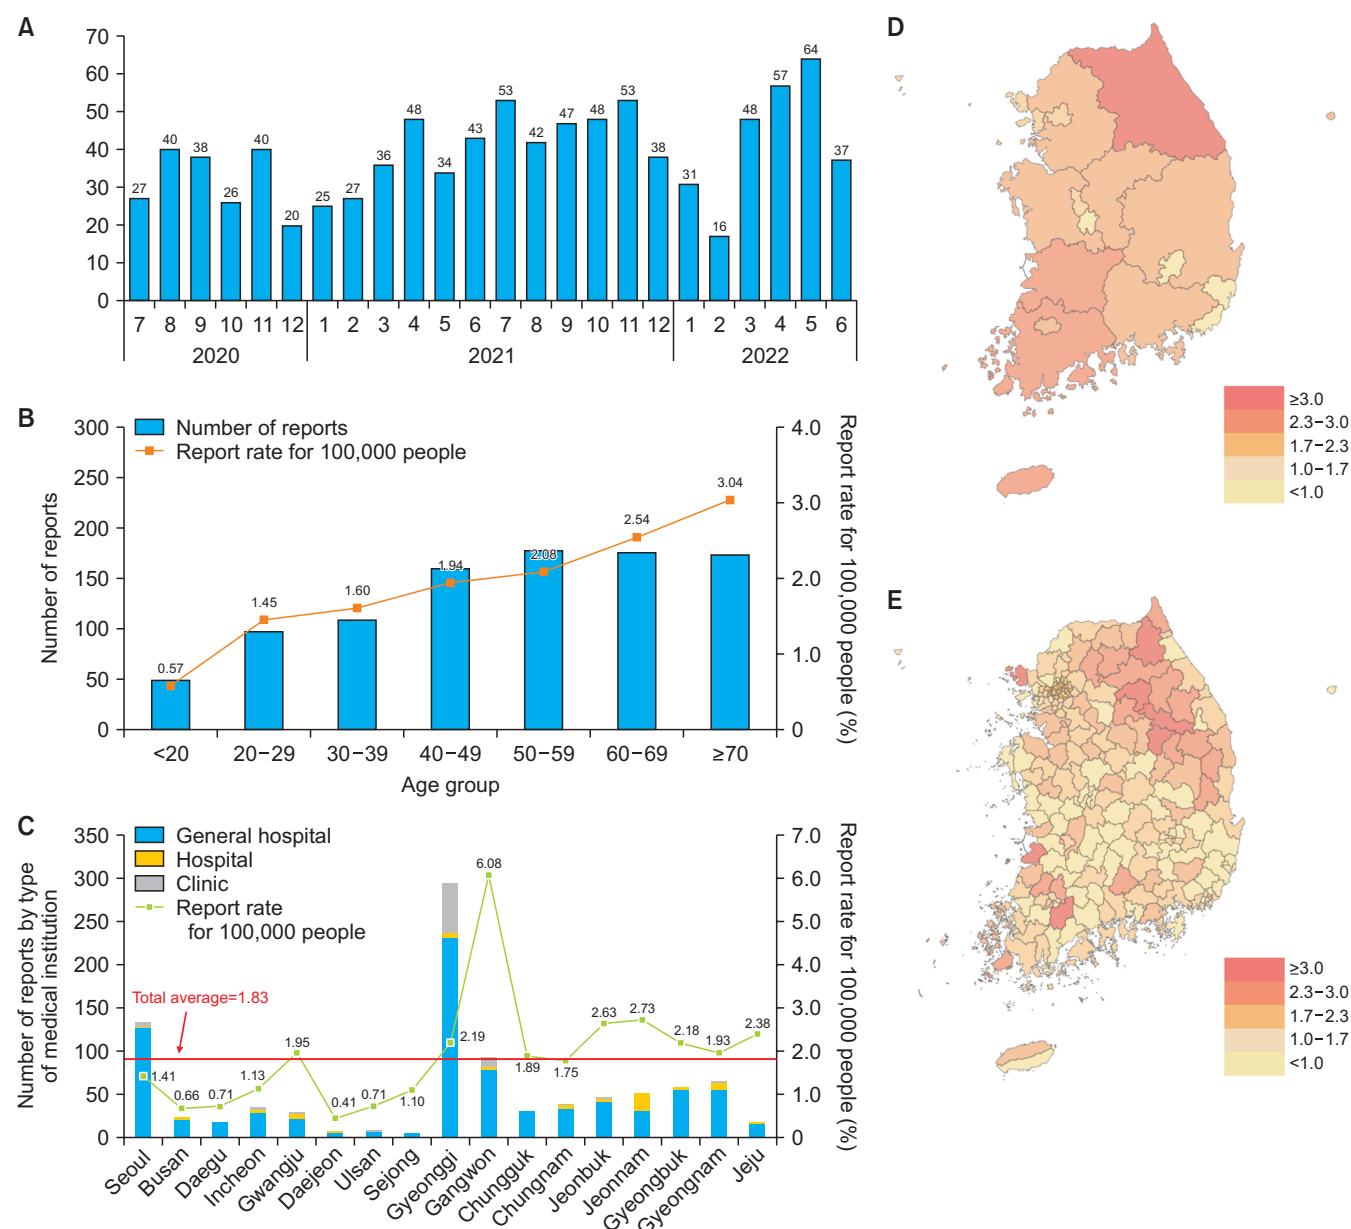 A
70
60
50
40
30
20
10
0
27 40 38 26 40 20 25 27 36 48 34 43 53 42 47 48 53 38 31 16 48 57 64 37
7 8 9 10 11 12 1 2 3 4 5 6 7 8 9 10 11 12 1 2 3 4 5 6
2020 2021 2022
B
Number of reports
Report rate for 100,000 people
Number of reports
300
250
200
150
100
50
0
0.57 1.45 1.60 1.94 2.08 2.54 3.04
4.0
3.0
2.0
1.0
0
Report rate for 100,000 people (%)
<20 20−29 30−39 40−49 50−59 60−69 ≥70
Age group
C
General hospital
Hospital
Clinic
Report rate
for 100,000 people
Number of reports by type
of medical institution
350
300
250
200
150
100
50
0
Total average=1.83
1.41 0.66 0.71 1.13 1.95 0.41 0.71 1.10 2.19 6.08 1.89 1.75 2.63 2.73 2.18 1.93 2.38
7.0
6.0
5.0
4.0
3.0
2.0
1.0
0
Report rate for 100,000 people (%)
Seoul Busan Daegu Incheon Gwangju Daejeon Ulsan Sejong Gyeonggi Gangwon Chungguk Chungnam Jeonbuk Jeonnam Gyeongbuk Gyeongnam Jeju
D
≥3.0
2.3−3.0
1.7−2.3
1.0−1.7
<1.0
E
≥3.0
2.3−3.0
1.7−2.3
1.0−1.7
<1.0